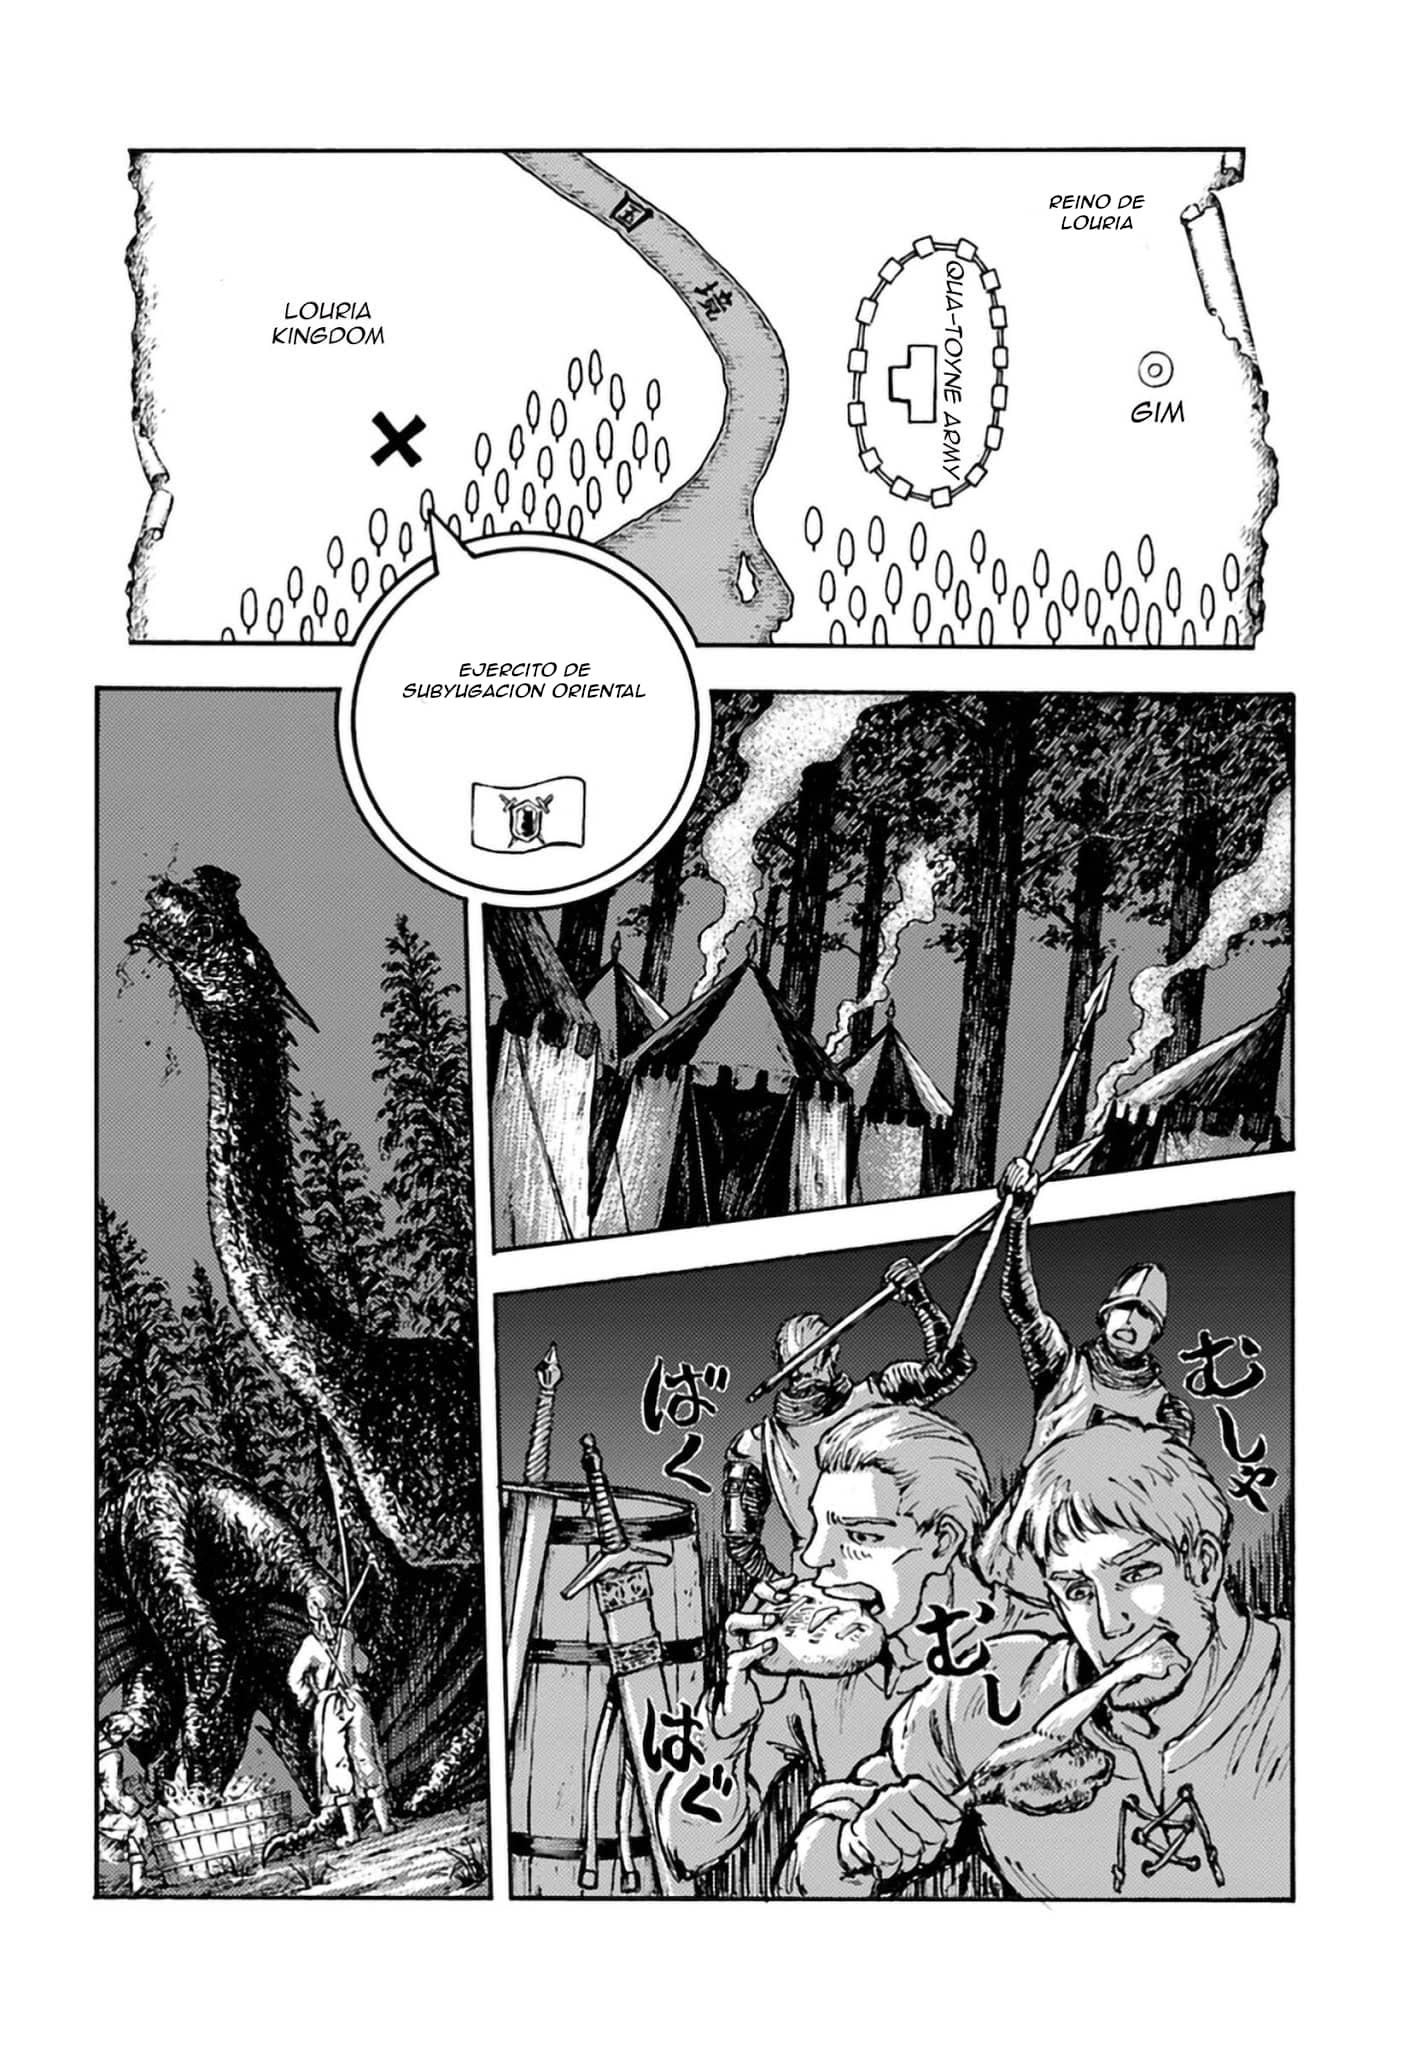 REINO DE
LOURIA
国境
QUA-TOYNE ARMY
GIM
LOURIA
KINGDOM
EJERCITO DE
SUBYUGACION ORIENTAL
むしゃ
むし
ばく
はぐ